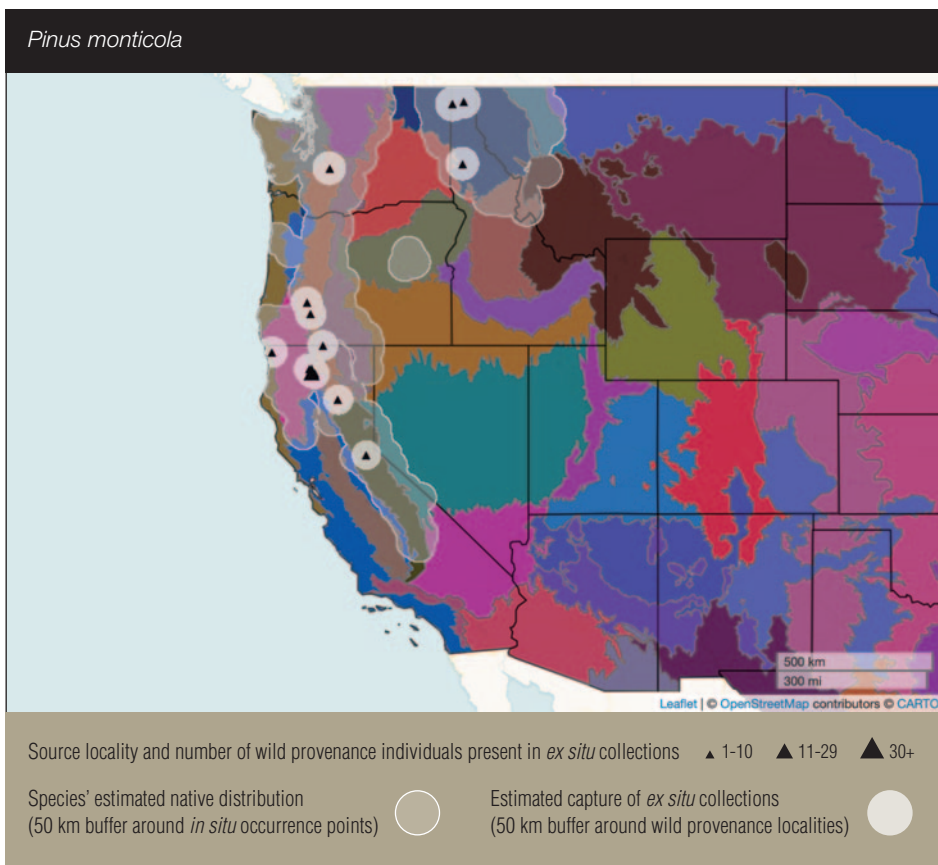 Pinus monticola
500 km
300 mi
Leaflet | © OpenStreetMap contributors © CARTO
Source locality and number of wild provenance individuals present in ex situ collections ▲ 1-10 ▲ 11-29 ▲ 30+
Species’ estimated native distribution
(50 km buffer around in situ occurrence points)
Estimated capture of ex situ collections
(50 km buffer around wild provenance localities)